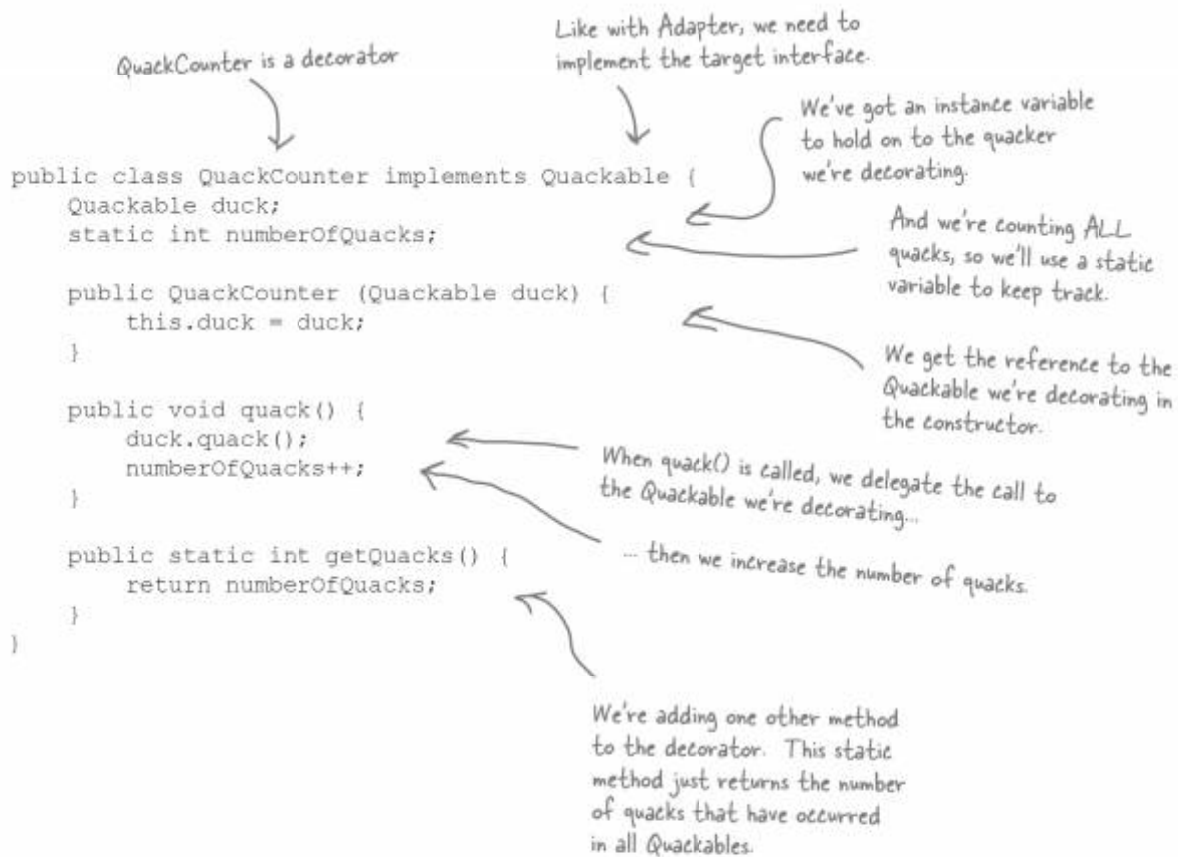 QuackCounter is a decorator
Like with Adapter, we need to
implement the target interface.
We've got an instance variable
to hold on to the quacker
we're decorating.
public class QuackCounter implements Quackable {
Quackable duck;
static int numberOfQuacks;
And we're counting ALL
quacks, so we'll use a static
variable to keep track.
public QuackCounter (Quackable duck) {
this.duck = duck;
}
We get the reference to the
Quackable we're decorating in
the constructor.
public void quack() {
duck.quack();
numberOfQuacks++;
}
When quack() is called, we delegate the call to
the Quackable we're decorating...
... then we increase the number of quacks.
public static int getQuacks() {
return numberOfQuacks;
}
}
We're adding one other method
to the decorator. This static
method just returns the number
of quacks that have occurred
in all Quackables.